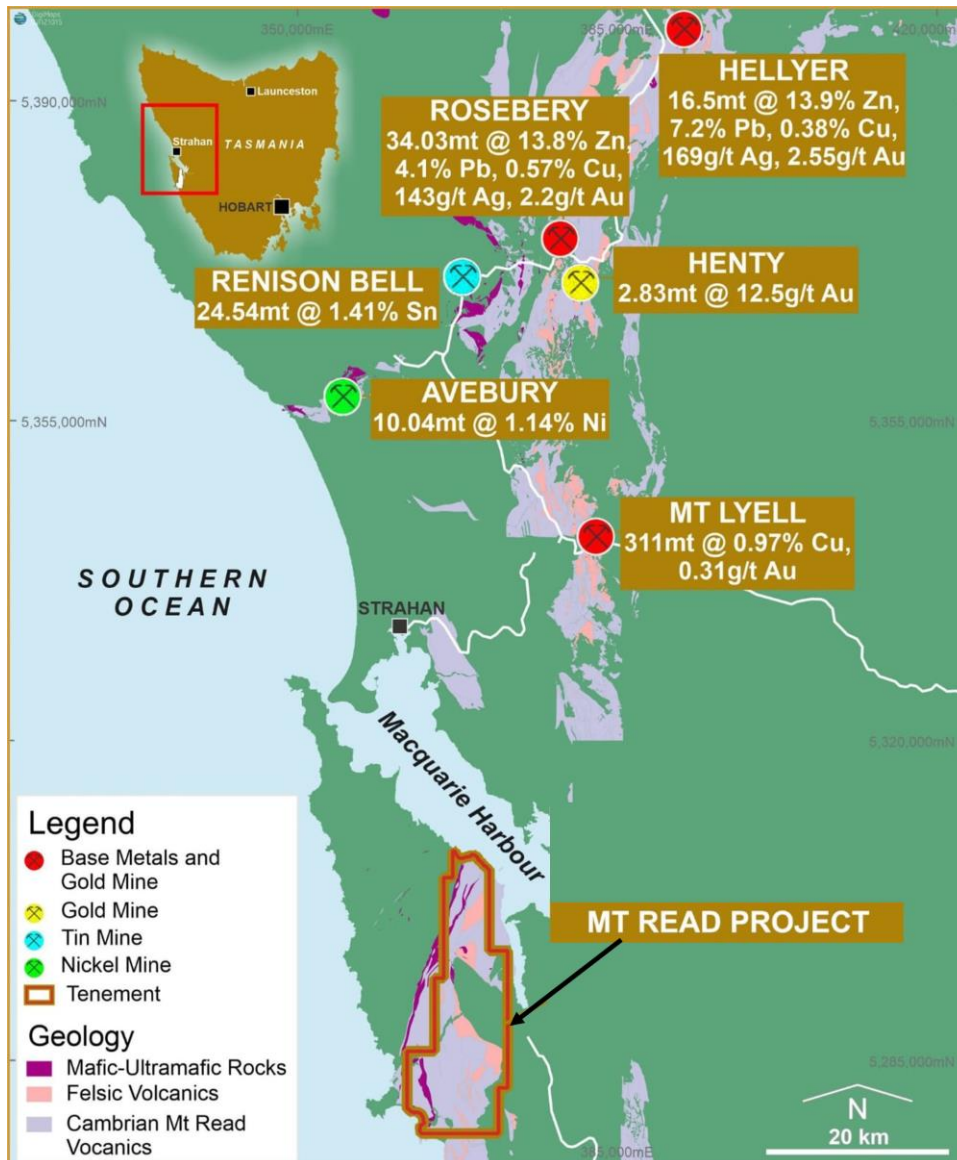 350,000mE
385,000mE
420,000mE
5,390,000mN
Launceston
Strahan
TASMANIA
HOBART
ROSEBERY
34.03mt @ 13.8% Zn,
4.1% Pb, 0.57% Cu,
143g/t Ag, 2.2g/t Au
HELLYER
16.5mt @ 13.9% Zn,
7.2% Pb, 0.38% Cu,
169g/t Ag, 2.55g/t Au
RENISON BELL
24.54mt @ 1.41% Sn
HENTY
2.83mt @ 12.5g/t Au
AVEBURY
10.04mt @ 1.14% Ni
5,355,000mN
5,355,000mN
MT LYELL
311mt @ 0.97% Cu,
0.31g/t Au
SOUTHERN
OCEAN
STRAHAN
Macquarie Harbour
5,320,000mN
MT READ PROJECT
Legend
Base Metals and
Gold Mine
Gold Mine
Tin Mine
Nickel Mine
Tenement
Geology
Mafic-Ultramafic Rocks
Felsic Volcanics
Cambrian Mt Read
Vocanics
5,285,000mN
385,000mE
N
20 km